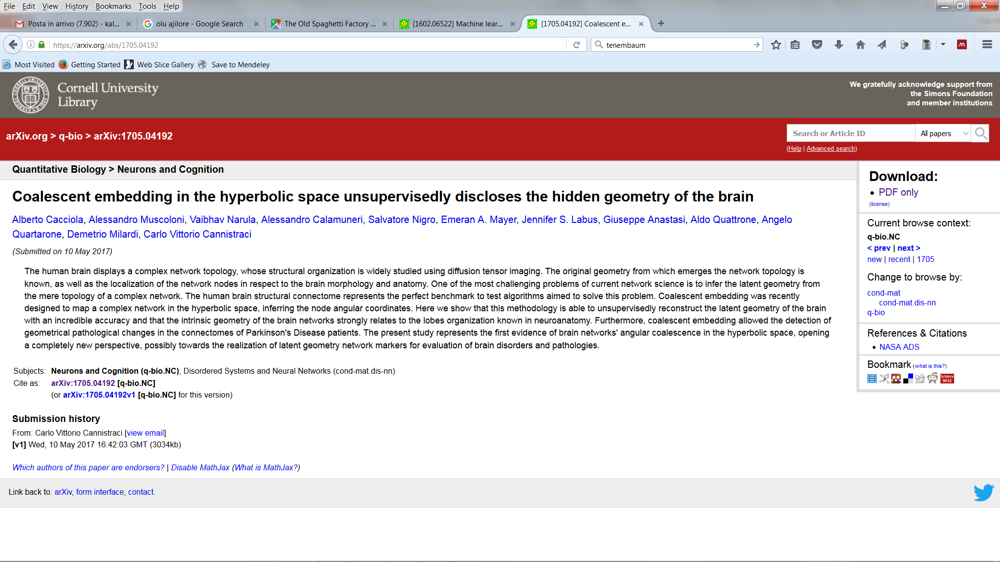 File Edit View History Bookmarks Tools Help
Posta in arrivo (7.902) - kal...
olu ajilore - Google Search
The Old Spaghetti Factory ...
[1602.06522] Machine lear...
[1705.04192] Coalescent e...
https://arxiv.org/abs/1705.04192
tenembaum
Most Visited Getting Started Web Slice Gallery Save to Mendeley
Cornell University
Library
We gratefully acknowledge support from
the Simons Foundation
and member institutions
arXiv.org > q-bio > arXiv:1705.04192
Search or Article ID
All papers
(Help | Advanced search)
Quantitative Biology > Neurons and Cognition
Coalescent embedding in the hyperbolic space unsupervisedly discloses the hidden geometry of the brain
Alberto Cacciola, Alessandro Muscoloni, Vaibhav Narula, Alessandro Calamuneri, Salvatore Nigro, Emeran A. Mayer, Jennifer S. Labus, Giuseppe Anastasi, Aldo Quattrone, Angelo
Quartarone, Demetrio Milardi, Carlo Vittorio Cannistraci
(Submitted on 10 May 2017)
The human brain displays a complex network topology, whose structural organization is widely studied using diffusion tensor imaging. The original geometry from which emerges the network topology is
known, as well as the localization of the network nodes in respect to the brain morphology and anatomy. One of the most challenging problems of current network science is to infer the latent geometry from
the mere topology of a complex network. The human brain structural connectome represents the perfect benchmark to test algorithms aimed to solve this problem. Coalescent embedding was recently
designed to map a complex network in the hyperbolic space, inferring the node angular coordinates. Here we show that this methodology is able to unsupervisedly reconstruct the latent geometry of the brain
with an incredible accuracy and that the intrinsic geometry of the brain networks strongly relates to the lobes organization known in neuroanatomy. Furthermore, coalescent embedding allowed the detection of
geometrical pathological changes in the connectomes of Parkinson's Disease patients. The present study represents the first evidence of brain networks' angular coalescence in the hyperbolic space, opening
a completely new perspective, possibly towards the realization of latent geometry network markers for evaluation of brain disorders and pathologies.
Subjects: Neurons and Cognition (q-bio.NC); Disordered Systems and Neural Networks (cond-mat.dis-nn)
Cite as: arXiv:1705.04192 [q-bio.NC]
(or arXiv:1705.04192v1 [q-bio.NC] for this version)
Submission history
From: Carlo Vittorio Cannistraci [view email]
[v1] Wed, 10 May 2017 16:42:03 GMT (3034kb)
Which authors of this paper are endorsers? | Disable MathJax (What is MathJax?)
Link back to: arXiv, form interface, contact.
Download:
• PDF only
(license)
Current browse context:
q-bio.NC
< prev | next >
new | recent | 1705
Change to browse by:
cond-mat
cond-mat.dis-nn
q-bio
References & Citations
• NASA ADS
Bookmark (what is this?)
Science
WISE